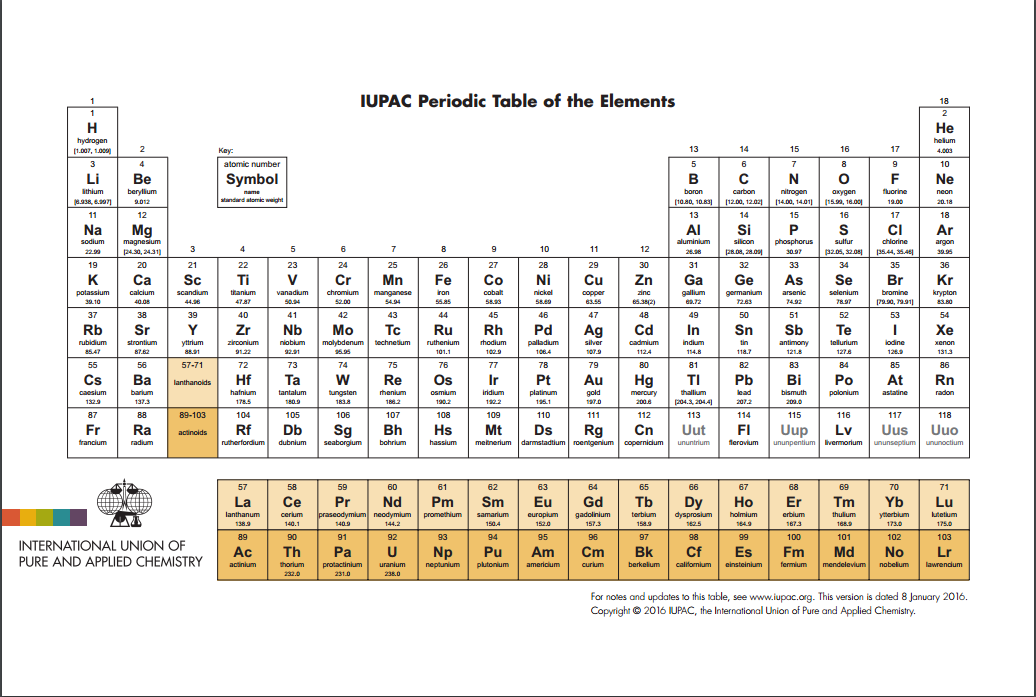 IUPAC Periodic Table of the Elements
1 18
1 2
H He
hydrogen helium
[1.007, 1.009] 4.003
2 Key: 13 14 15 16 17
3 4 atomic number 5 6 7 8 9 10
Li Be Symbol B C N O F Ne
lithium beryllium name boron carbon nitrogen oxygen fluorine neon
[6.938, 6.997] 9.012 standard atomic weight [10.80, 10.83] [12.00, 12.02] [14.00, 14.01] [15.99, 16.00] 19.00 20.18
11 12 13 14 15 16 17 18
Na Mg Al Si P S Cl Ar
sodium magnesium aluminium silicon phosphorus sulfur chlorine argon
22.99 [24.30, 24.31] 26.98 [28.08, 28.09] 30.97 [32.05, 32.08] [35.44, 35.46] 39.95
3 4 5 6 7 8 9 10 11 12
19 20 21 22 23 24 25 26 27 28 29 30 31 32 33 34 35 36
K Ca Sc Ti V Cr Mn Fe Co Ni Cu Zn Ga Ge As Se Br Kr
potassium calcium scandium titanium vanadium chromium manganese iron cobalt nickel copper zinc gallium germanium arsenic selenium bromine krypton
39.10 40.08 44.96 47.87 50.94 52.00 54.94 55.85 58.93 58.69 63.55 65.38(2) 69.72 72.63 74.92 78.97 [79.90, 79.91] 83.80
37 38 39 40 41 42 43 44 45 46 47 48 49 50 51 52 53 54
Rb Sr Y Zr Nb Mo Tc Ru Rh Pd Ag Cd In Sn Sb Te I Xe
rubidium strontium yttrium zirconium niobium molybdenum technetium ruthenium rhodium palladium silver cadmium indium tin antimony tellurium iodine xenon
85.47 87.62 88.91 91.22 92.91 95.95 101.1 102.9 106.4 107.9 112.4 114.8 118.7 121.8 127.6 126.9 131.3
55 56 57-71 72 73 74 75 76 77 78 79 80 81 82 83 84 85 86
Cs Ba lanthanoids Hf Ta W Re Os Ir Pt Au Hg Tl Pb Bi Po At Rn
caesium barium hafnium tantalum tungsten rhenium osmium iridium platinum gold mercury thallium lead bismuth polonium astatine radon
132.9 137.3 178.5 180.9 183.8 186.2 190.2 192.2 195.1 197.0 200.6 [204.3, 204.4] 207.2 209.0
87 88 89-103 104 105 106 107 108 109 110 111 112 113 114 115 116 117 118
Fr Ra actinoids Rf Db Sg Bh Hs Mt Ds Rg Cn Uut Fl Uup Lv Uus Uuo
francium radium rutherfordium dubnium seaborgium bohrium hassium meitnerium darmstadtium roentgenium copernicium ununtrium flerovium ununpentium livermorium ununseptium ununoctium
57 58 59 60 61 62 63 64 65 66 67 68 69 70 71
La Ce Pr Nd Pm Sm Eu Gd Tb Dy Ho Er Tm Yb Lu
lanthanum cerium praseodymium neodymium promethium samarium europium gadolinium terbium dysprosium holmium erbium thulium ytterbium lutetium
138.9 140.1 140.9 144.2 150.4 152.0 157.3 158.9 162.5 164.9 167.3 168.9 173.0 175.0
89 90 91 92 93 94 95 96 97 98 99 100 101 102 103
Ac Th Pa U Np Pu Am Cm Bk Cf Es Fm Md No Lr
actinium thorium protactinium uranium neptunium plutonium americium curium berkelium californium einsteinium fermium mendelevium nobelium lawrencium
232.0 231.0 238.0
INTERNATIONAL UNION OF
PURE AND APPLIED CHEMISTRY
For notes and updates to this table, see www.iupac.org. This version is dated 8 January 2016.
Copyright © 2016 IUPAC, the International Union of Pure and Applied Chemistry.